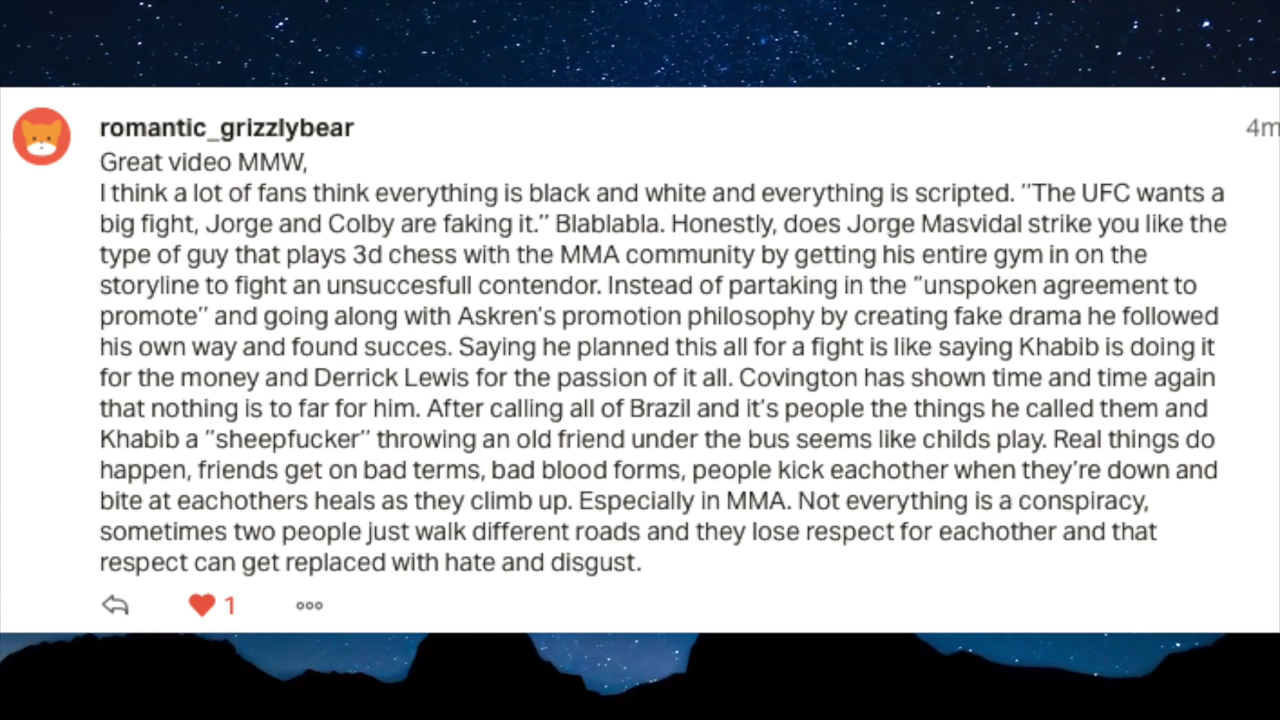 romantic_grizzlybear
4m
Great video MMW,
I think a lot of fans think everything is black and white and everything is scripted. "The UFC wants a
big fight, Jorge and Colby are faking it." Blablabla. Honestly, does Jorge Masvidal strike you like the
type of guy that plays 3d chess with the MMA community by getting his entire gym in on the
storyline to fight an unsuccesfull contendor. Instead of partaking in the "unspoken agreement to
promote" and going along with Askren's promotion philosophy by creating fake drama he followed
his own way and found succes. Saying he planned this all for a fight is like saying Khabib is doing it
for the money and Derrick Lewis for the passion of it all. Covington has shown time and time again
that nothing is to far for him. After calling all of Brazil and it's people the things he called them and
Khabib a "sheepfucker" throwing an old friend under the bus seems like childs play. Real things do
happen, friends get on bad terms, bad blood forms, people kick eachother when they're down and
bite at eachothers heals as they climb up. Especially in MMA. Not everything is a conspiracy,
sometimes two people just walk different roads and they lose respect for eachother and that
respect can get replaced with hate and disgust.
1